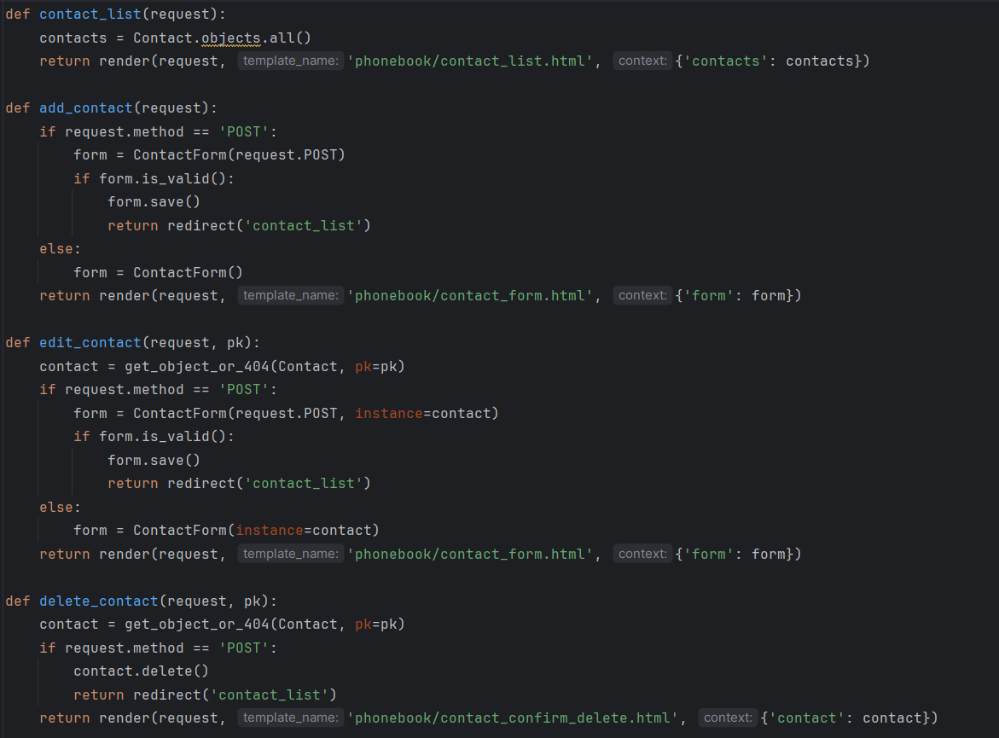 def contact_list(request):
    contacts = Contact.objects.all()
    return render(request, template_name: 'phonebook/contact_list.html', context: {'contacts': contacts})

def add_contact(request):
    if request.method == 'POST':
        form = ContactForm(request.POST)
        if form.is_valid():
            form.save()
            return redirect('contact_list')
    else:
        form = ContactForm()
    return render(request, template_name: 'phonebook/contact_form.html', context: {'form': form})

def edit_contact(request, pk):
    contact = get_object_or_404(Contact, pk=pk)
    if request.method == 'POST':
        form = ContactForm(request.POST, instance=contact)
        if form.is_valid():
            form.save()
            return redirect('contact_list')
    else:
        form = ContactForm(instance=contact)
    return render(request, template_name: 'phonebook/contact_form.html', context: {'form': form})

def delete_contact(request, pk):
    contact = get_object_or_404(Contact, pk=pk)
    if request.method == 'POST':
        contact.delete()
        return redirect('contact_list')
    return render(request, template_name: 'phonebook/contact_confirm_delete.html', context: {'contact': contact})